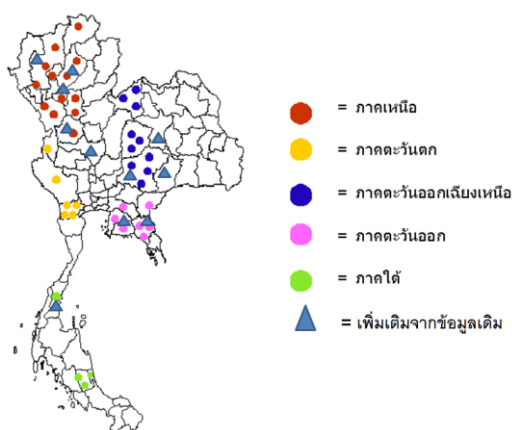 = ภาคเหนือ
= ภาคตะวันตก
= ภาคตะวันออกเฉียงเหนือ
= ภาคตะวันออก
= ภาคใต้
= เพิ่มเติมจากข้อมูลเดิม